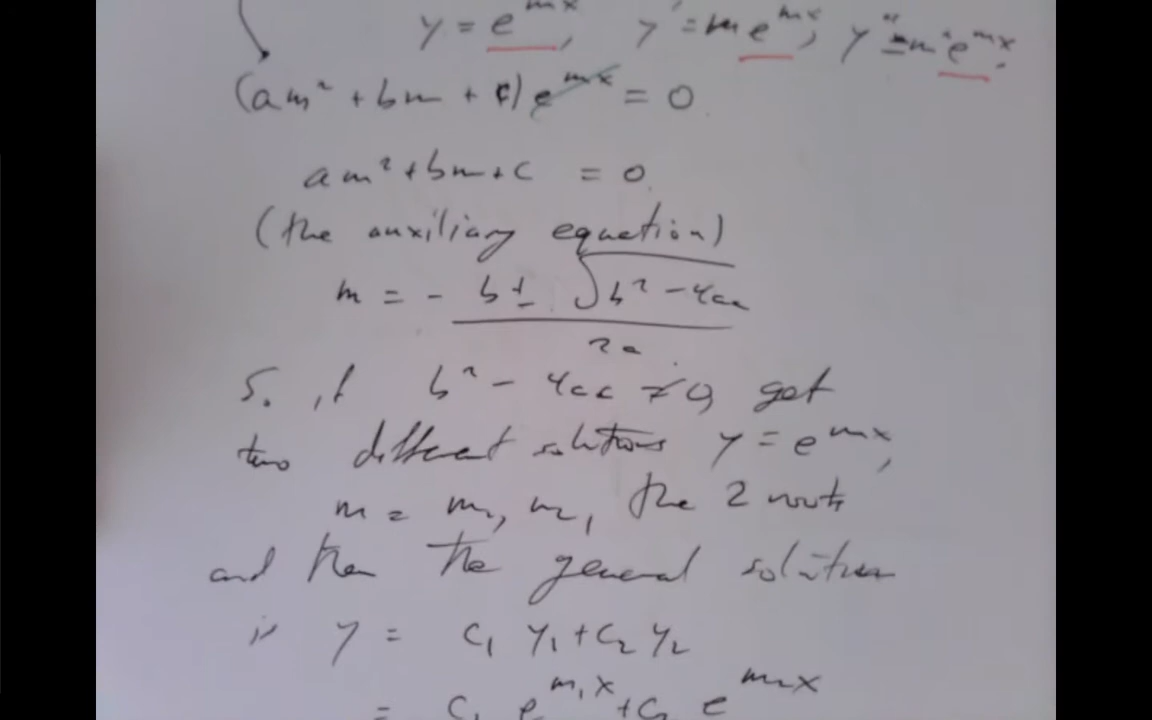 y = e^{mx}, y' = me^{mx}, y'' = m²e^{mx}.
(am² + bm + c) e^{mx} = 0
am² + bm + c = 0.
(the auxiliary equation)
m = - b ± √(b² - 4ac)
2a
So if b² - 4ac ≠ 0, get
two different solutions y = e^{mx},
m = m₁, m₂, the 2 roots
and then the general solution
is y = c₁ y₁ + c₂ y₂
= c₁ e^{m₁x} + c₂ e^{m₂x}